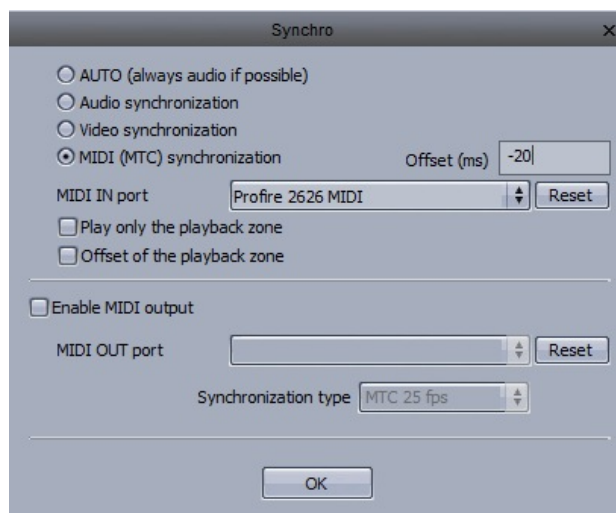 Synchro
AUTO (always audio if possible)
Audio synchronization
Video synchronization
MIDI (MTC) synchronization Offset (ms) -20
MIDI IN port Profire 2626 MIDI Reset
Play only the playback zone
Offset of the playback zone
Enable MIDI output
MIDI OUT port Reset
Synchronization type MTC 25 fps
OK